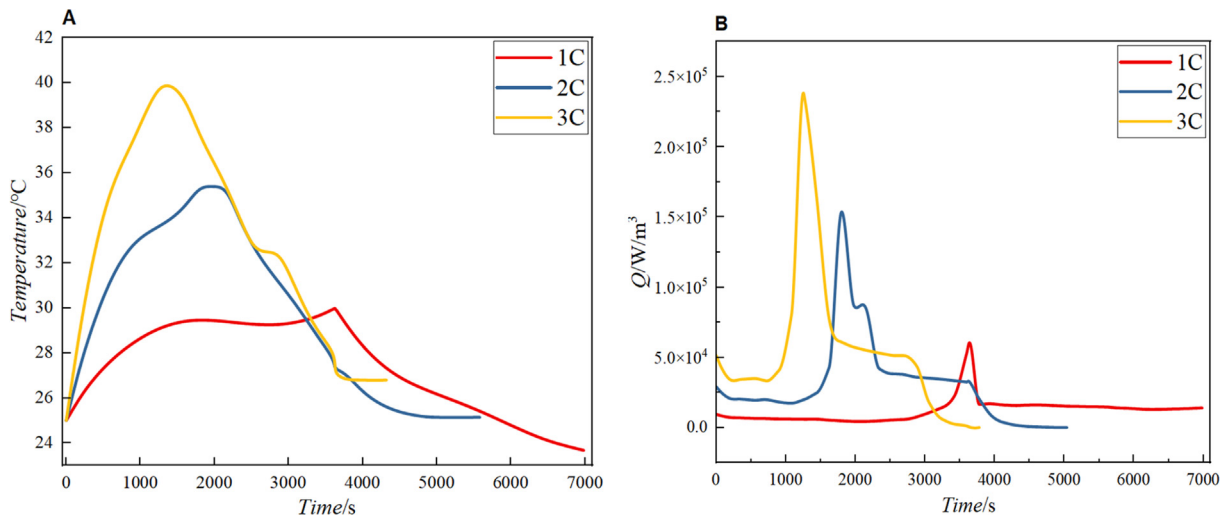 A
42
40
38
36
34
32
30
28
26
24
Temperature/°C
0 1000 2000 3000 4000 5000 6000 7000
Time/s
1C
2C
3C
B
2.5×10⁵
2.0×10⁵
1.5×10⁵
1.0×10⁵
5.0×10⁴
0.0
Q/W/m³
0 1000 2000 3000 4000 5000 6000 7000
Time/s
1C
2C
3C